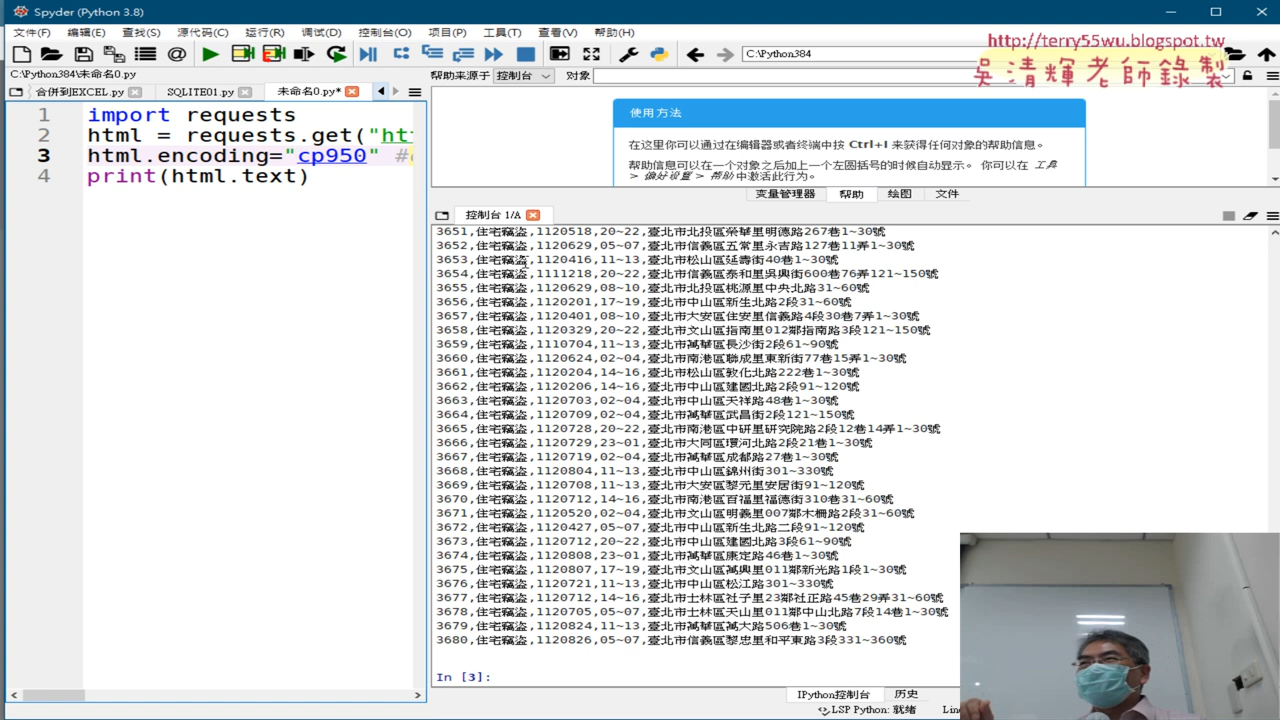 Spyder (Python 3.8)
文件(F) 编辑(E) 查找(S) 源代码(C) 运行(R) 调试(D) 控制台(O) 项目(P) 工具(T) 查看(V) 帮助(H)
http://terry55wu.blogspot.tw
吳清輝老師錄製
C:\Python384
C:\Python384\未命名0.py
帮助来源于 控制台 对象
合併到EXCEL.py SQLITE01.py 未命名0.py*
1 import requests
2 html = requests.get("htt
3 html.encoding="cp950" #
4 print(html.text)
使用方法
在这里你可以通过在编辑器或者终端中按 Ctrl+I 来获得任何对象的帮助信息。
帮助信息可以在一个对象之后加上一个左圆括号的时候自动显示。 你可以在 工具
> 偏好设置 > 帮助 中激活此行为。
变量管理器 帮助 绘图 文件
控制台 1/A
3651,住宅竊盜,1120518,20~22,臺北市北投區榮華里明德路267巷1~30號
3652,住宅竊盜,1120629,05~07,臺北市信義區五常里永吉路127巷11弄1~30號
3653,住宅竊盜,1120416,11~13,臺北市松山區延壽街40巷1~30號
3654,住宅竊盜,1111218,20~22,臺北市信義區泰和里吳興街600巷76弄121~150號
3655,住宅竊盜,1120629,08~10,臺北市北投區桃源里中央北路31~60號
3656,住宅竊盜,1120201,17~19,臺北市中山區新生北路2段31~60號
3657,住宅竊盜,1120401,08~10,臺北市大安區住安里信義路4段30巷7弄1~30號
3658,住宅竊盜,1120329,20~22,臺北市文山區指南里012鄰指南路3段121~150號
3659,住宅竊盜,1110704,11~13,臺北市萬華區長沙街2段61~90號
3660,住宅竊盜,1120624,02~04,臺北市南港區聯成里東新街77巷15弄1~30號
3661,住宅竊盜,1120204,14~16,臺北市松山區敦化北路222巷1~30號
3662,住宅竊盜,1120206,14~16,臺北市中山區建國北路2段91~120號
3663,住宅竊盜,1120703,02~04,臺北市中山區天祥路48巷1~30號
3664,住宅竊盜,1120709,02~04,臺北市萬華區武昌街2段121~150號
3665,住宅竊盜,1120728,20~22,臺北市南港區中研里研究院路2段12巷14弄1~30號
3666,住宅竊盜,1120729,23~01,臺北市大同區環河北路2段21巷1~30號
3667,住宅竊盜,1120719,02~04,臺北市萬華區成都路27巷1~30號
3668,住宅竊盜,1120804,11~13,臺北市中山區錦州街301~330號
3669,住宅竊盜,1120708,11~13,臺北市大安區黎元里安居街91~120號
3670,住宅竊盜,1120712,14~16,臺北市南港區百福里福德街310巷31~60號
3671,住宅竊盜,1120520,02~04,臺北市文山區明義里007鄰木柵路2段31~60號
3672,住宅竊盜,1120427,05~07,臺北市中山區新生北路二段91~120號
3673,住宅竊盜,1120712,20~22,臺北市中山區建國北路3段61~90號
3674,住宅竊盜,1120808,23~01,臺北市萬華區康定路46巷1~30號
3675,住宅竊盜,1120807,17~19,臺北市文山區萬興里011鄰新光路1段1~30號
3676,住宅竊盜,1120721,11~13,臺北市中山區松江路301~330號
3677,住宅竊盜,1120712,14~16,臺北市士林區社子里23鄰社正路45巷29弄31~60號
3678,住宅竊盜,1120705,05~07,臺北市士林區天山里011鄰中山北路7段14巷1~30號
3679,住宅竊盜,1120824,11~13,臺北市萬華區萬大路506巷1~30號
3680,住宅竊盜,1120826,05~07,臺北市信義區黎忠里和平東路3段331~360號
In [3]:
IPython控制台 历史
LSP Python: 就绪 Lin